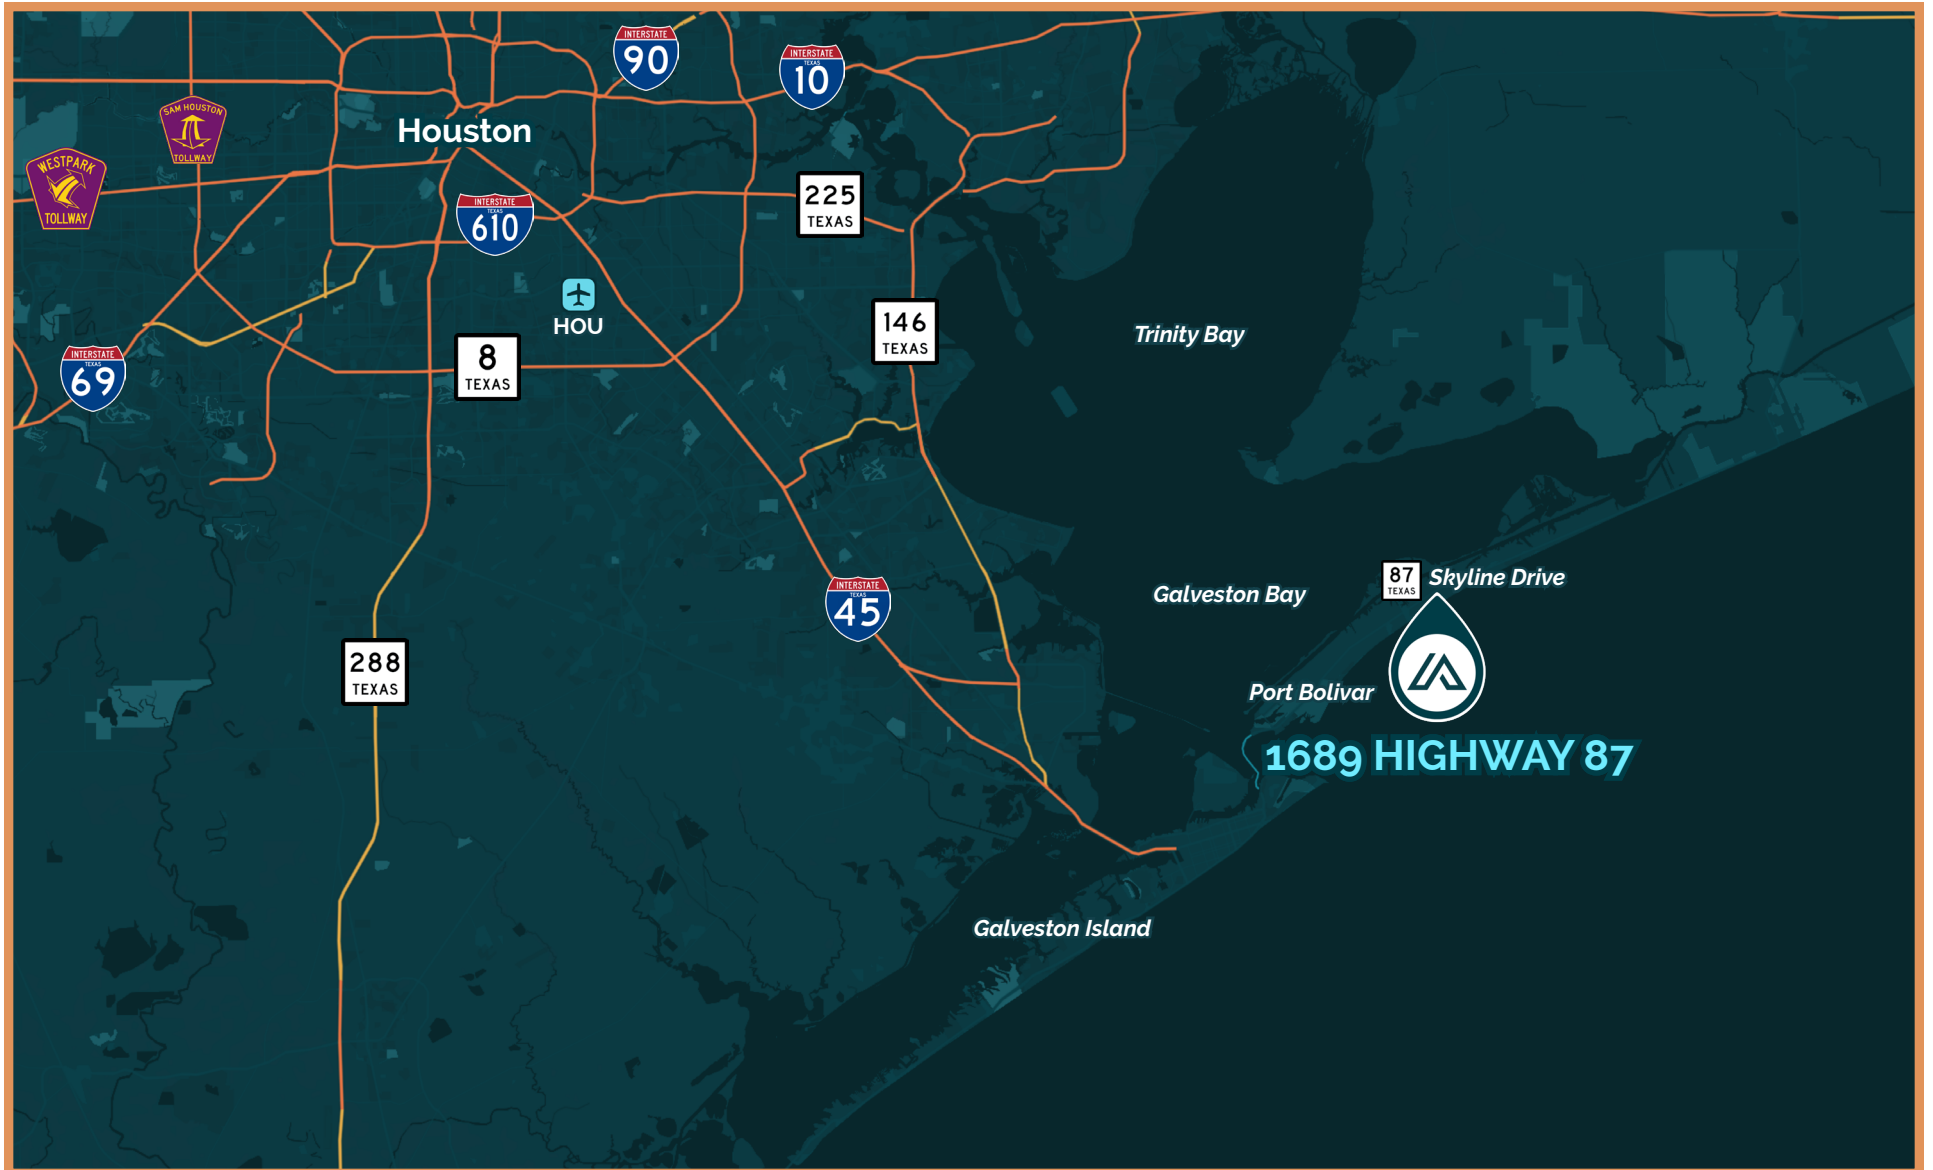 INTERSTATE
90
INTERSTATE
TEXAS
10
SAM HOUSTON
TOLLWAY
Houston
WESTPARK
TOLLWAY
225
TEXAS
INTERSTATE
TEXAS
610
HOU
146
TEXAS
Trinity Bay
8
TEXAS
INTERSTATE
TEXAS
69
87
TEXAS
Skyline Drive
Galveston Bay
INTERSTATE
TEXAS
45
288
TEXAS
Port Bolivar
1689 HIGHWAY 87
Galveston Island